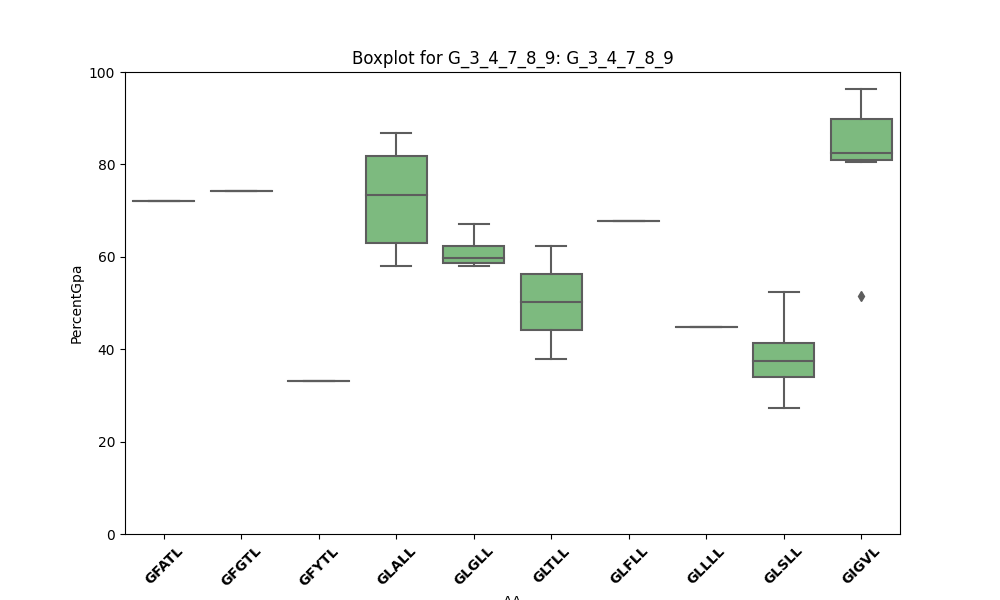 Boxplot for G_3_4_7_8_9: G_3_4_7_8_9
100
80
60
40
20
0
PercentGpa
GFATL
GFGTL
GFYTL
GLALL
GLGLL
GLTLL
GLFLL
GLLLL
GLSLL
GIGVL
AA